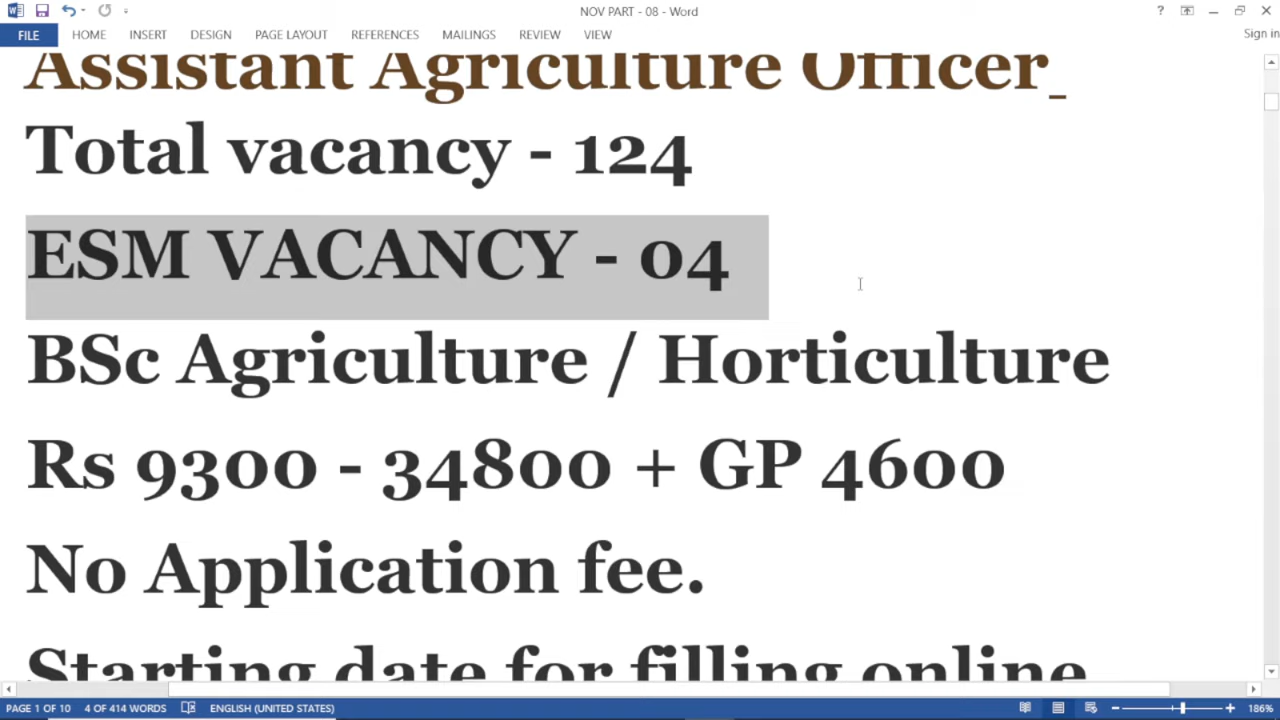 NOV PART - 08 - Word
?
FILE HOME INSERT DESIGN PAGE LAYOUT REFERENCES MAILINGS REVIEW VIEW Sign in
Assistant Agriculture Officer_
Total vacancy - 124
ESM VACANCY - 04
BSc Agriculture / Horticulture
Rs 9300 - 34800 + GP 4600
No Application fee.
Starting date for filling online
PAGE 1 OF 10 4 OF 414 WORDS ENGLISH (UNITED STATES) 186%